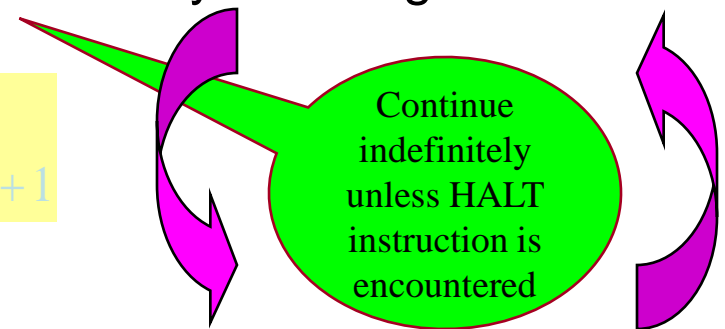 Continue
indefinitely
+1
unless HALT
instruction is
encountered